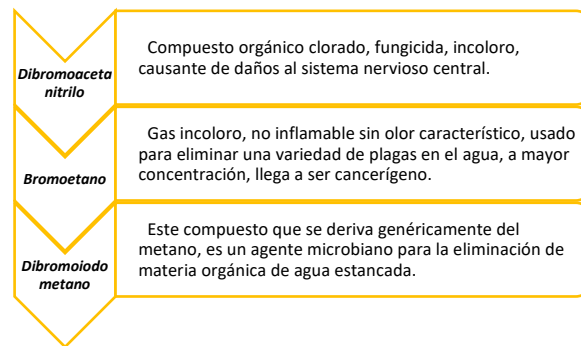 Dibromoaceta
nitrilo
Compuesto orgánico clorado, fungicida, incoloro,
causante de daños al sistema nervioso central.
Bromoetano
Gas incoloro, no inflamable sin olor característico, usado
para eliminar una variedad de plagas en el agua, a mayor
concentración, llega a ser cancerígeno.
Dibromoiodo
metano
Este compuesto que se deriva genéricamente del
metano, es un agente microbiano para la eliminación de
materia orgánica de agua estancada.